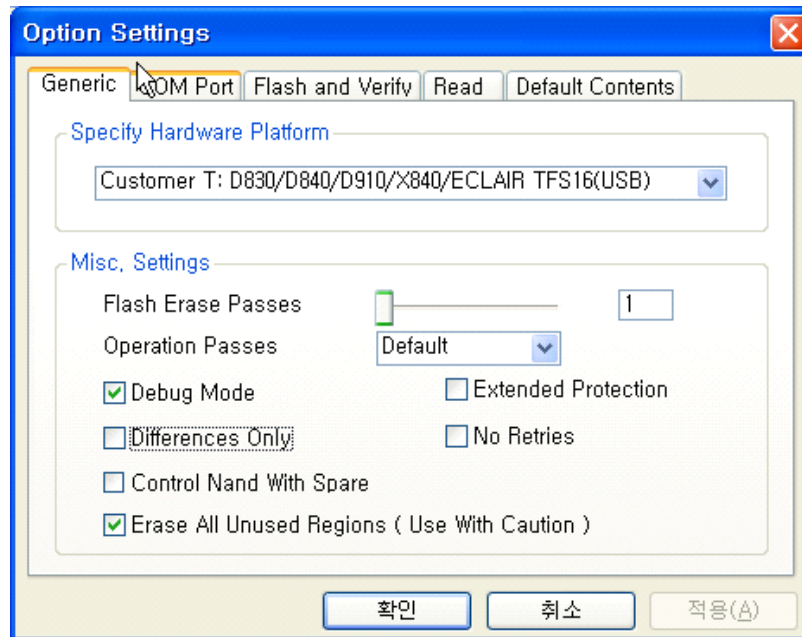 Option Settings
Generic OM Port Flash and Verify Read Default Contents
Specify Hardware Platform
Customer T: D830/D840/D910/X840/ECLAIR TFS16(USB)
Misc. Settings
Flash Erase Passes 1
Operation Passes Default
Debug Mode Extended Protection
Differences Only No Retries
Control Nand With Spare
Erase All Unused Regions ( Use With Caution )
확인 취소 적용(A)